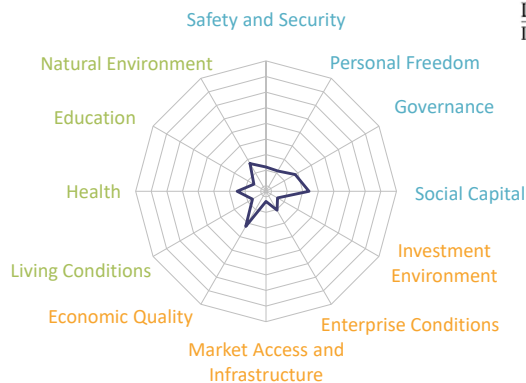 Safety and Security
Natural Environment
Personal Freedom
Education
Governance
Health
Social Capital
Living Conditions
Investment
Environment
Economic Quality
Enterprise Conditions
Market Access and
Infrastructure